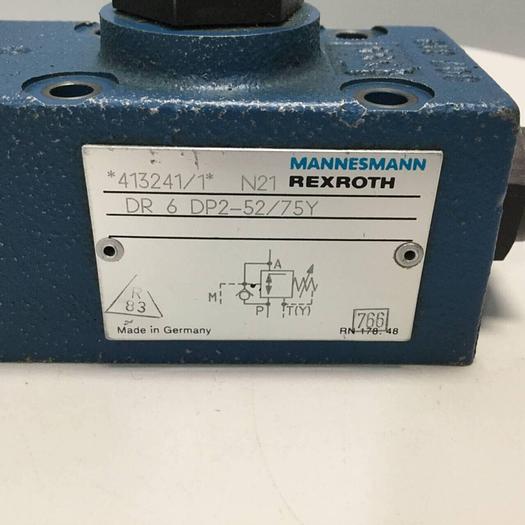 MANNESMANN
*413241/1* N21 REXROTH
DR 6 DP2-52/75Y
A
M
P T(Y)
R
83
766
Made in Germany
RN 178.48